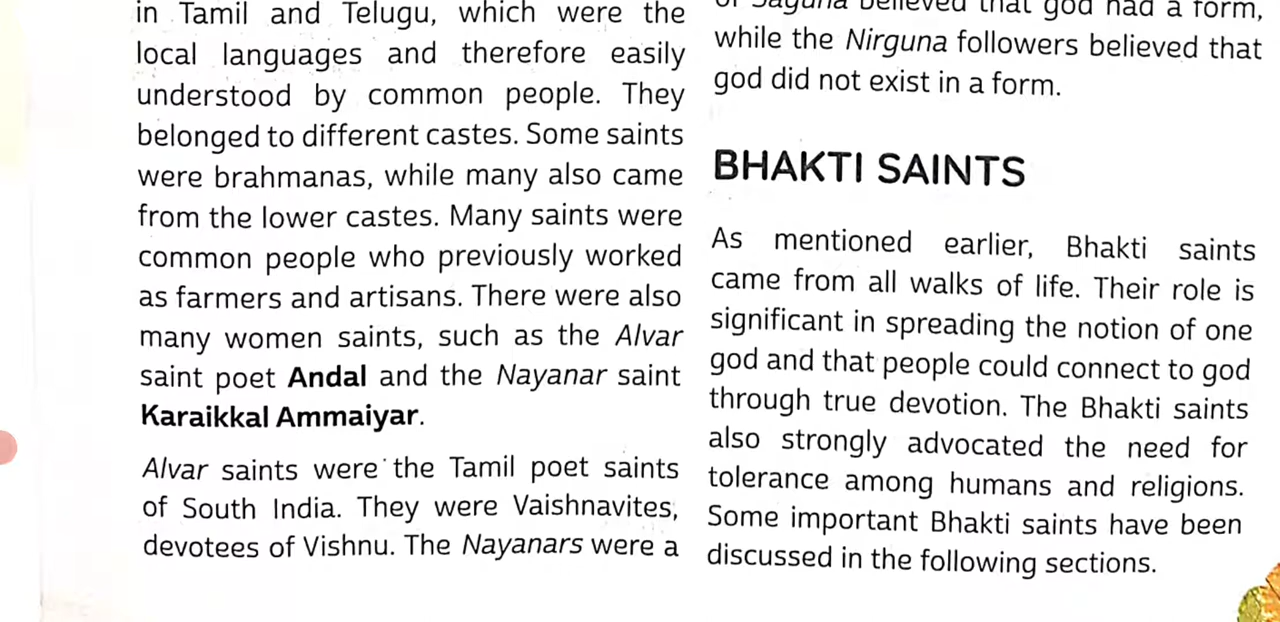 in Tamil and Telugu, which were the
local languages and therefore easily
understood by common people. They
belonged to different castes. Some saints
were brahmanas, while many also came
from the lower castes. Many saints were
common people who previously worked
as farmers and artisans. There were also
many women saints, such as the Alvar
saint poet Andal and the Nayanar saint
Karaikkal Ammaiyar.
Alvar saints were the Tamil poet saints
of South India. They were Vaishnavites,
devotees of Vishnu. The Nayanars were a
of Saguna believed that god had a form,
while the Nirguna followers believed that
god did not exist in a form.
BHAKTI SAINTS
As mentioned earlier, Bhakti saints
came from all walks of life. Their role is
significant in spreading the notion of one
god and that people could connect to god
through true devotion. The Bhakti saints
also strongly advocated the need for
tolerance among humans and religions.
Some important Bhakti saints have been
discussed in the following sections.